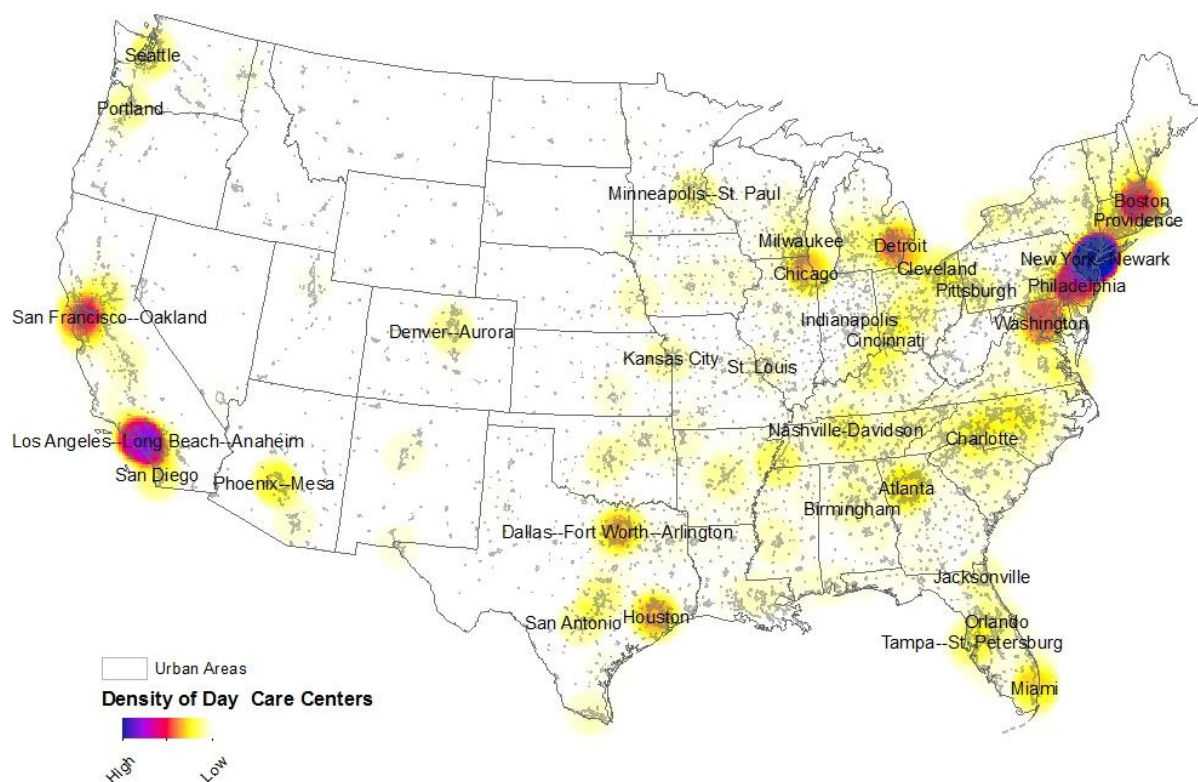 Seattle
Portland
Minneapolis--St. Paul
Boston
Providence
Milwaukee
Detroit
New York--Newark
Chicago
Cleveland
Pittsburgh
Philadelphia
San Francisco--Oakland
Denver--Aurora
Indianapolis
Washington
Cincinnati
Kansas City
St. Louis
Los Angeles--Long Beach--Anaheim
Nashville-Davidson
Charlotte
San Diego
Phoenix--Mesa
Atlanta
Birmingham
Dallas--Fort Worth--Arlington
Jacksonville
San Antonio
Houston
Orlando
Tampa--St. Petersburg
Miami
Urban Areas
Density of Day Care Centers
High
Low